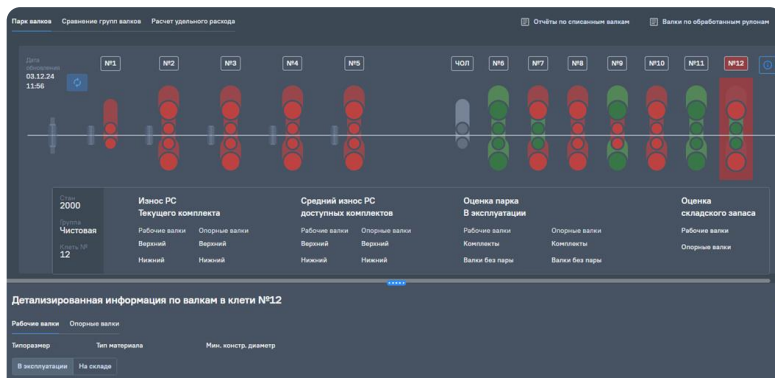 Парк валков Сравнение групп валков Расчет удельного расхода Отчёты по списанным валкам Валки по обработанным рулонам
Дата
обновления
03.12.24
11:56
№1 №2 №3 №4 №5 ЧОЛ №6 №7 №8 №9 №10 №11 №12
Стан
2000
Группа
Чистовая
Клеть №
12
Износ РС
Текущего комплекта
Рабочие валки Опорные валки
Верхний Верхний
Нижний Нижний
Средний износ РС
доступных комплектов
Рабочие валки Опорные валки
Верхний Верхний
Нижний Нижний
Оценка парка
В эксплуатации
Рабочие валки Опорные валки
Комплекты Комплекты
Валки без пары Валки без пары
Оценка
складского запаса
Рабочие валки
Опорные валки
Детализированная информация по валкам в клети №12
Рабочие валки Опорные валки
Типоразмер Тип материала Мин. констр. диаметр
В эксплуатации На складе